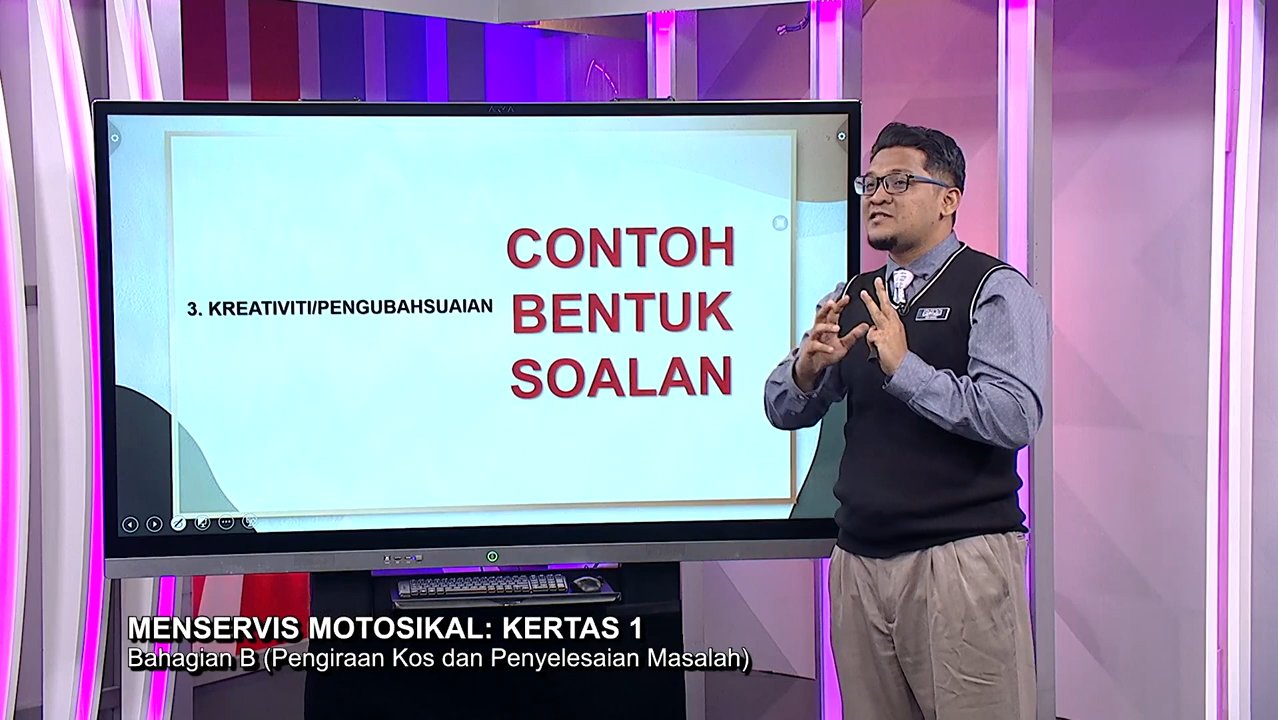 3. KREATIVITI/PENGUBAHSUAIAN
CONTOH
BENTUK
SOALAN
MENSERVIS MOTOSIKAL: KERTAS 1
Bahagian B (Pengiraan Kos dan Penyelesaian Masalah)